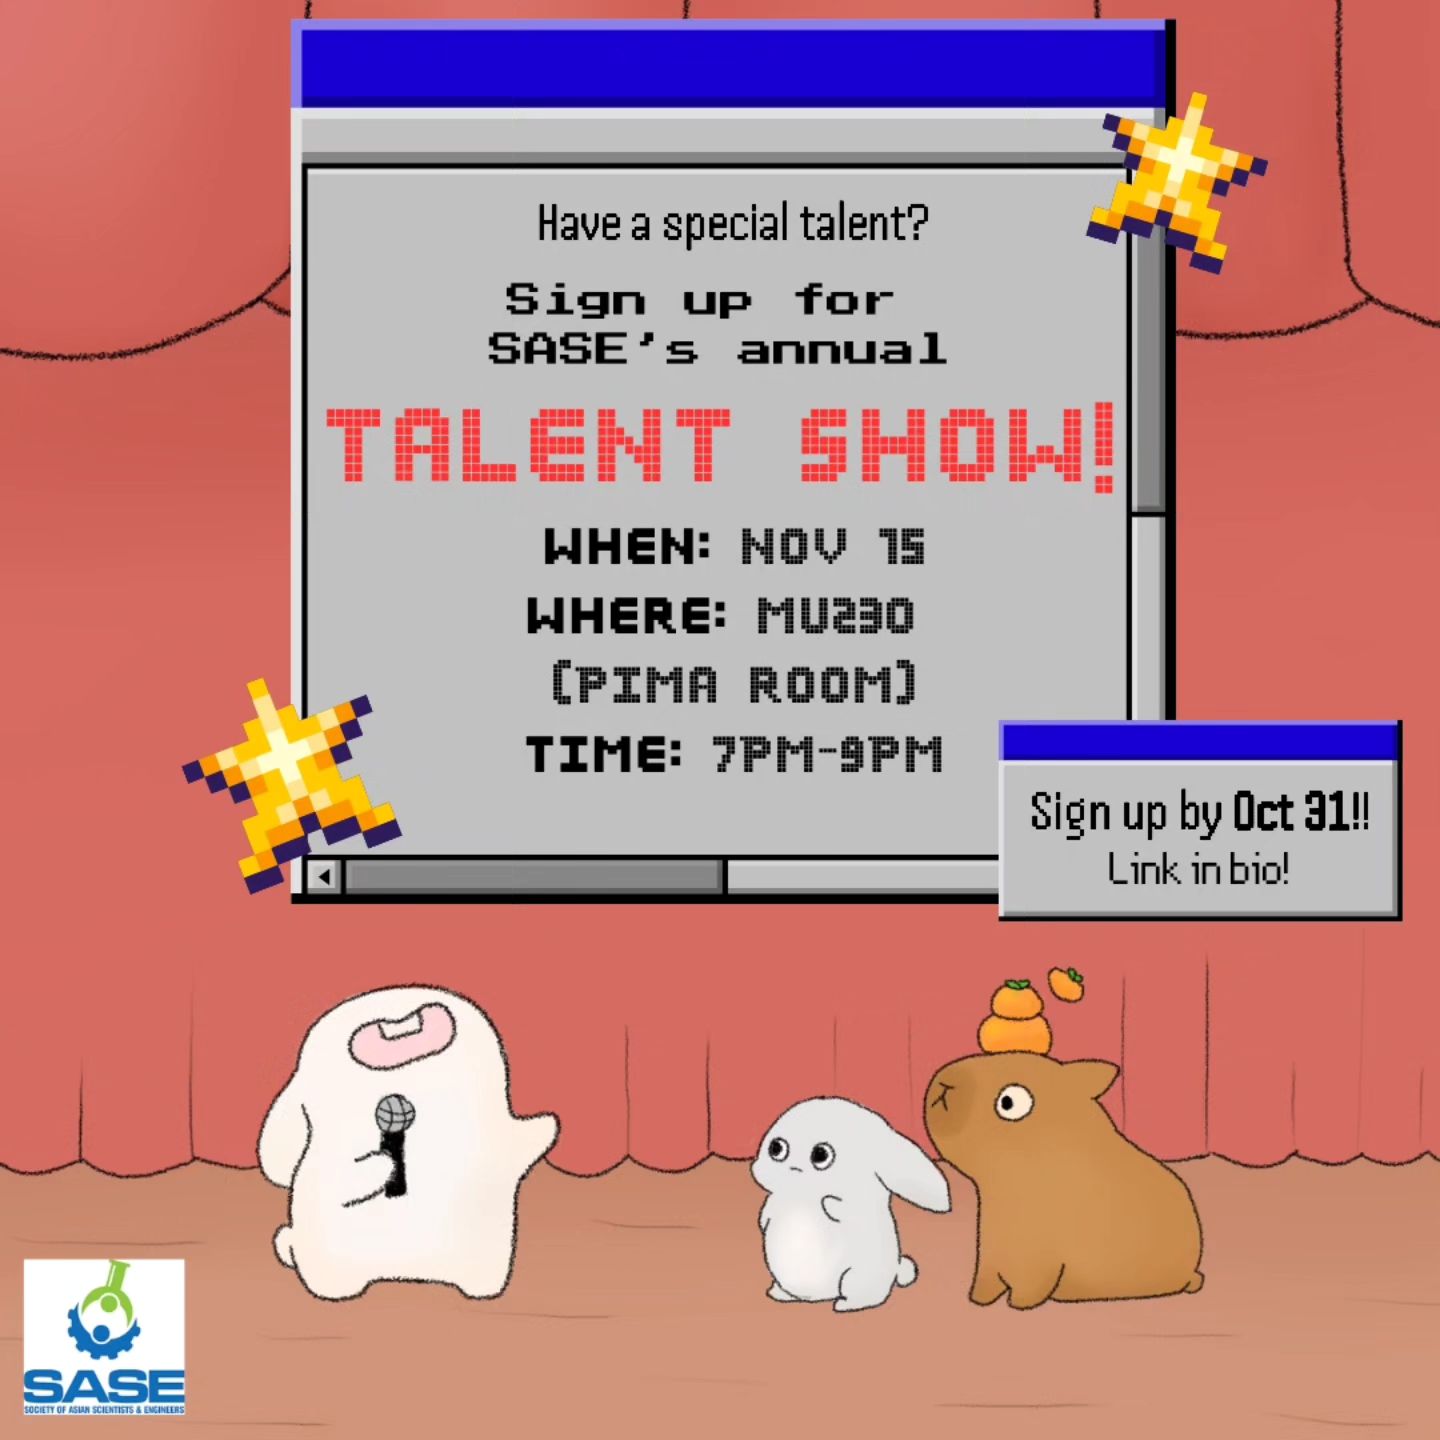 Have a special talent?
Sign up for
SASE's annual
TALENT SHOW!
WHEN: NOV 15
WHERE: MU230
(PIMA ROOM)
TIME: 7PM-9PM
Sign up by Oct 31!!
Link in bio!
SASE
SOCIETY OF ASIAN SCIENTISTS & ENGINEERS